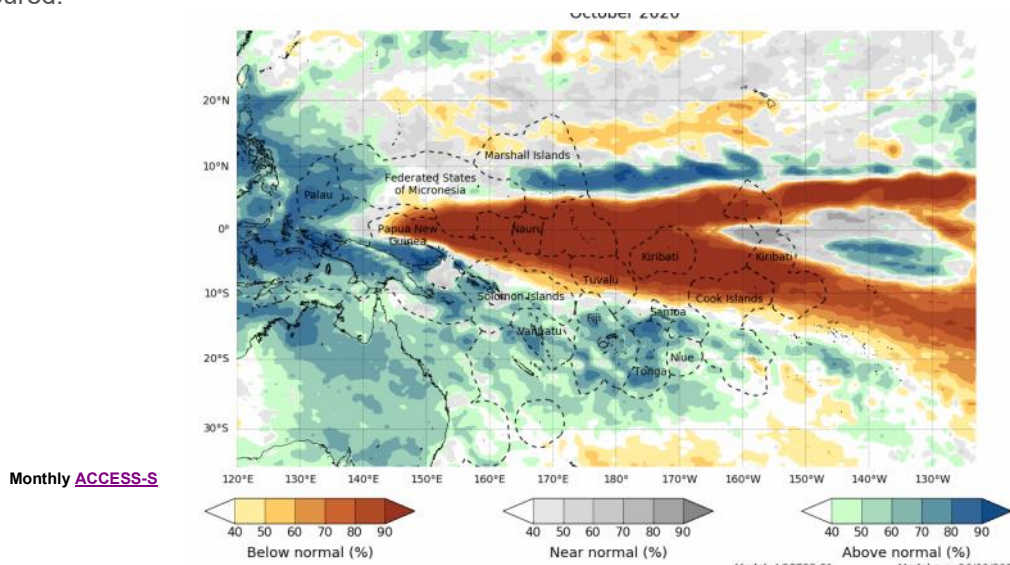 October 2020
20°N
10°N
0°
10°S
20°S
30°S
Marshall Islands
Federated States
of Micronesia
Palau
Papua New
Guinea
Nauru
Kiribati
Kiribati
Tuvalu
Solomon Islands
Cook Islands
Samoa
Fiji
Vanuatu
Niue
Tonga
Monthly ACCESS-S
120°E 130°E 140°E 150°E 160°E 170°E 180° 170°W 160°W 150°W 140°W 130°W
40 50 60 70 80 90
Below normal (%)
40 50 60 70 80 90
Near normal (%)
40 50 60 70 80 90
Above normal (%)